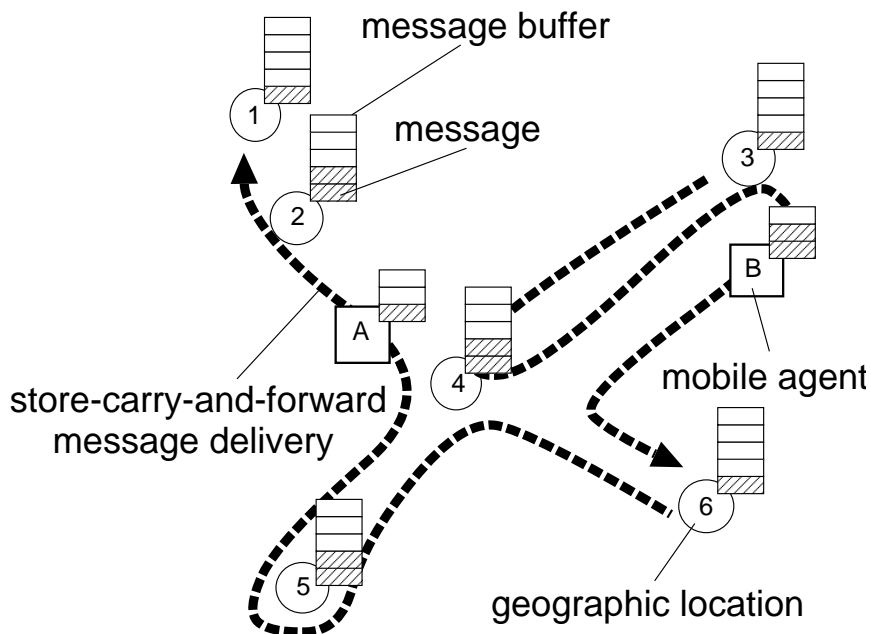 message buffer
1
message
3
2
B
A
4
mobile agent
store-carry-and-forward
message delivery
6
5
geographic location